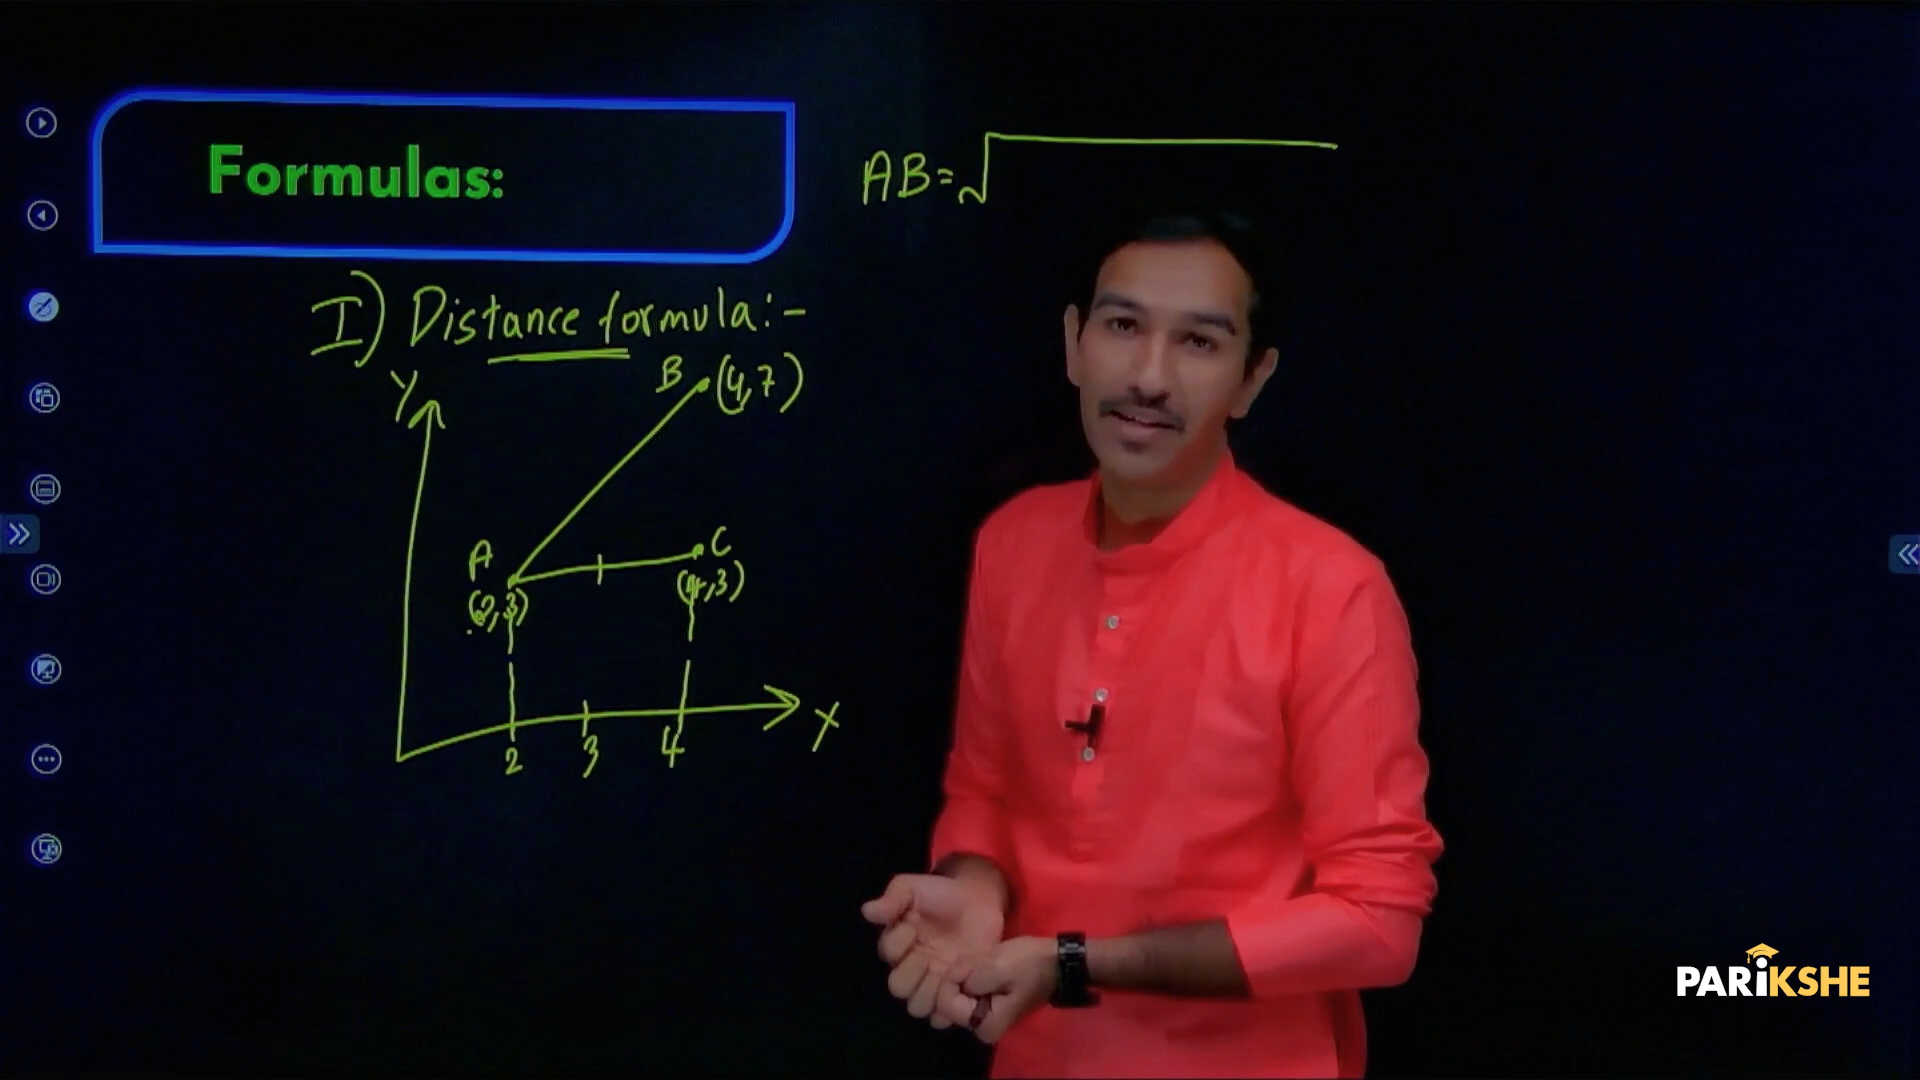 Formulas:
AB=√
I) Distance formula:-
Y
B (4,7)
A
C
(2,3)
(4,3)
2 3 4
X
PARiKSHE